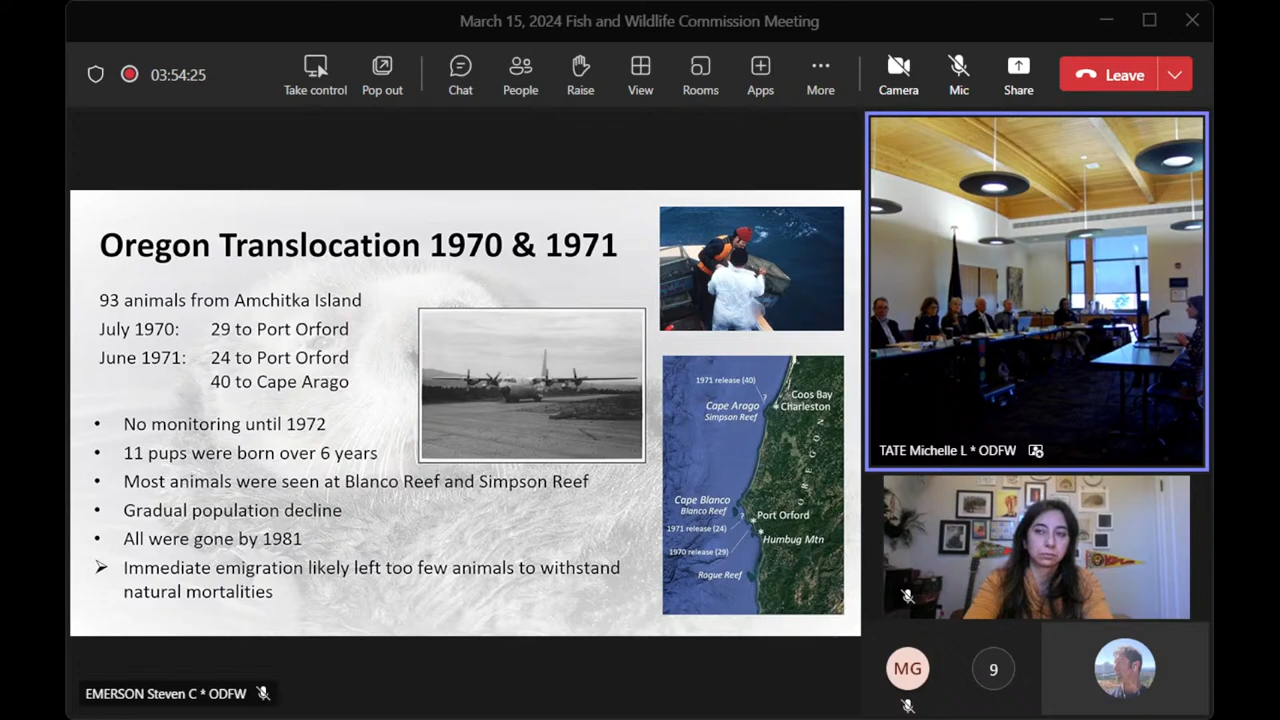 March 15, 2024 Fish and Wildlife Commission Meeting
03:54:25
Take control
Pop out
Chat
People
Raise
View
Rooms
Apps
More
Camera
Mic
Share
Leave
Oregon Translocation 1970 & 1971
93 animals from Amchitka Island
July 1970: 29 to Port Orford
June 1971: 24 to Port Orford
40 to Cape Arago
• No monitoring until 1972
• 11 pups were born over 6 years
• Most animals were seen at Blanco Reef and Simpson Reef
• Gradual population decline
• All were gone by 1981
➢ Immediate emigration likely left too few animals to withstand
natural mortalities
1971 release (40)
?
Coos Bay
Cape Arago
* Charleston
Simpson Reef
OREGON
Cape Blanco
Blanco Reef
? Port Orford
1971 release (24)
*
* Humbug Mtn
1970 release (29)
Rogue Reef
TATE Michelle L * ODFW
MG
9
EMERSON Steven C * ODFW